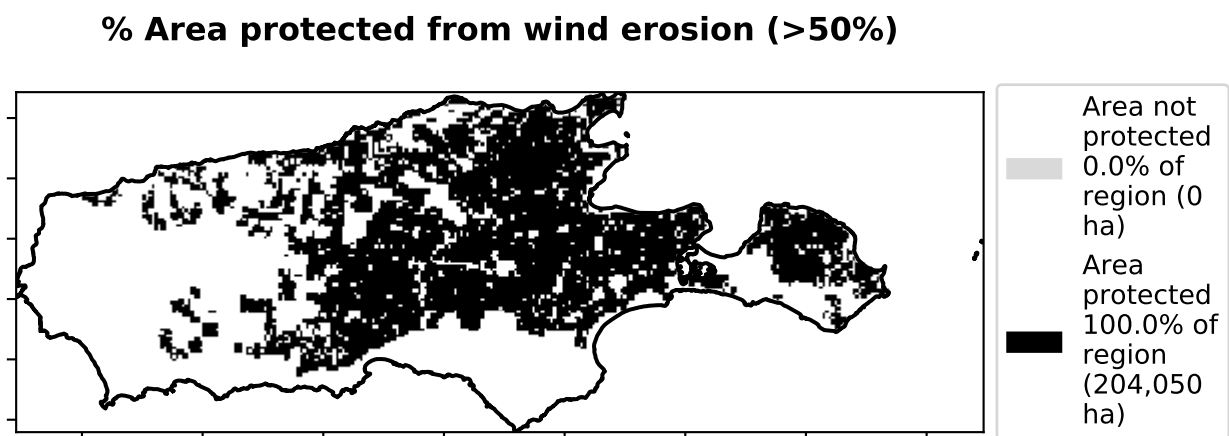 % Area protected from wind erosion (>50%)
Area not
protected
0.0% of
region (0
ha)
Area
protected
100.0% of
region
(204,050
ha)